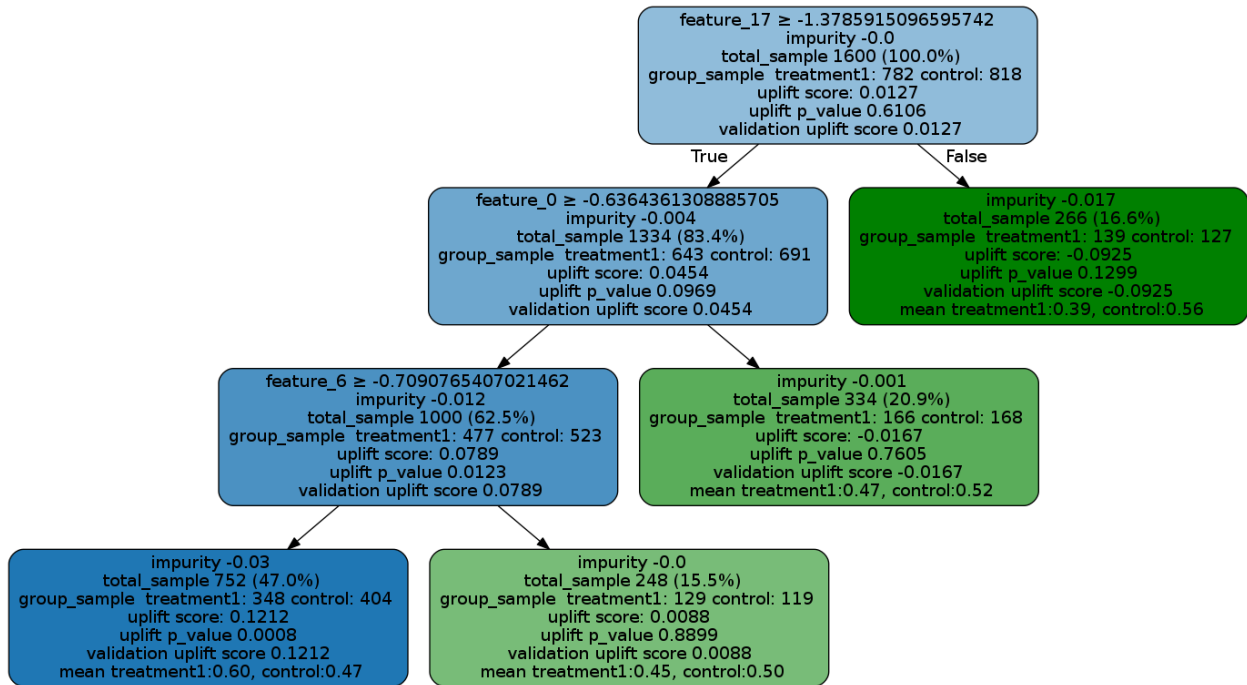 feature_17 ≥ -1.3785915096595742
impurity -0.0
total_sample 1600 (100.0%)
group_sample  treatment1: 782 control: 818
uplift score: 0.0127
uplift p_value 0.6106
validation uplift score 0.0127
True
False
feature_0 ≥ -0.6364361308885705
impurity -0.004
total_sample 1334 (83.4%)
group_sample  treatment1: 643 control: 691
uplift score: 0.0454
uplift p_value 0.0969
validation uplift score 0.0454
impurity -0.017
total_sample 266 (16.6%)
group_sample  treatment1: 139 control: 127
uplift score: -0.0925
uplift p_value 0.1299
validation uplift score -0.0925
mean treatment1:0.39, control:0.56
feature_6 ≥ -0.7090765407021462
impurity -0.012
total_sample 1000 (62.5%)
group_sample  treatment1: 477 control: 523
uplift score: 0.0789
uplift p_value 0.0123
validation uplift score 0.0789
impurity -0.001
total_sample 334 (20.9%)
group_sample  treatment1: 166 control: 168
uplift score: -0.0167
uplift p_value 0.7605
validation uplift score -0.0167
mean treatment1:0.47, control:0.52
impurity -0.03
total_sample 752 (47.0%)
group_sample  treatment1: 348 control: 404
uplift score: 0.1212
uplift p_value 0.0008
validation uplift score 0.1212
mean treatment1:0.60, control:0.47
impurity -0.0
total_sample 248 (15.5%)
group_sample  treatment1: 129 control: 119
uplift score: 0.0088
uplift p_value 0.8899
validation uplift score 0.0088
mean treatment1:0.45, control:0.50